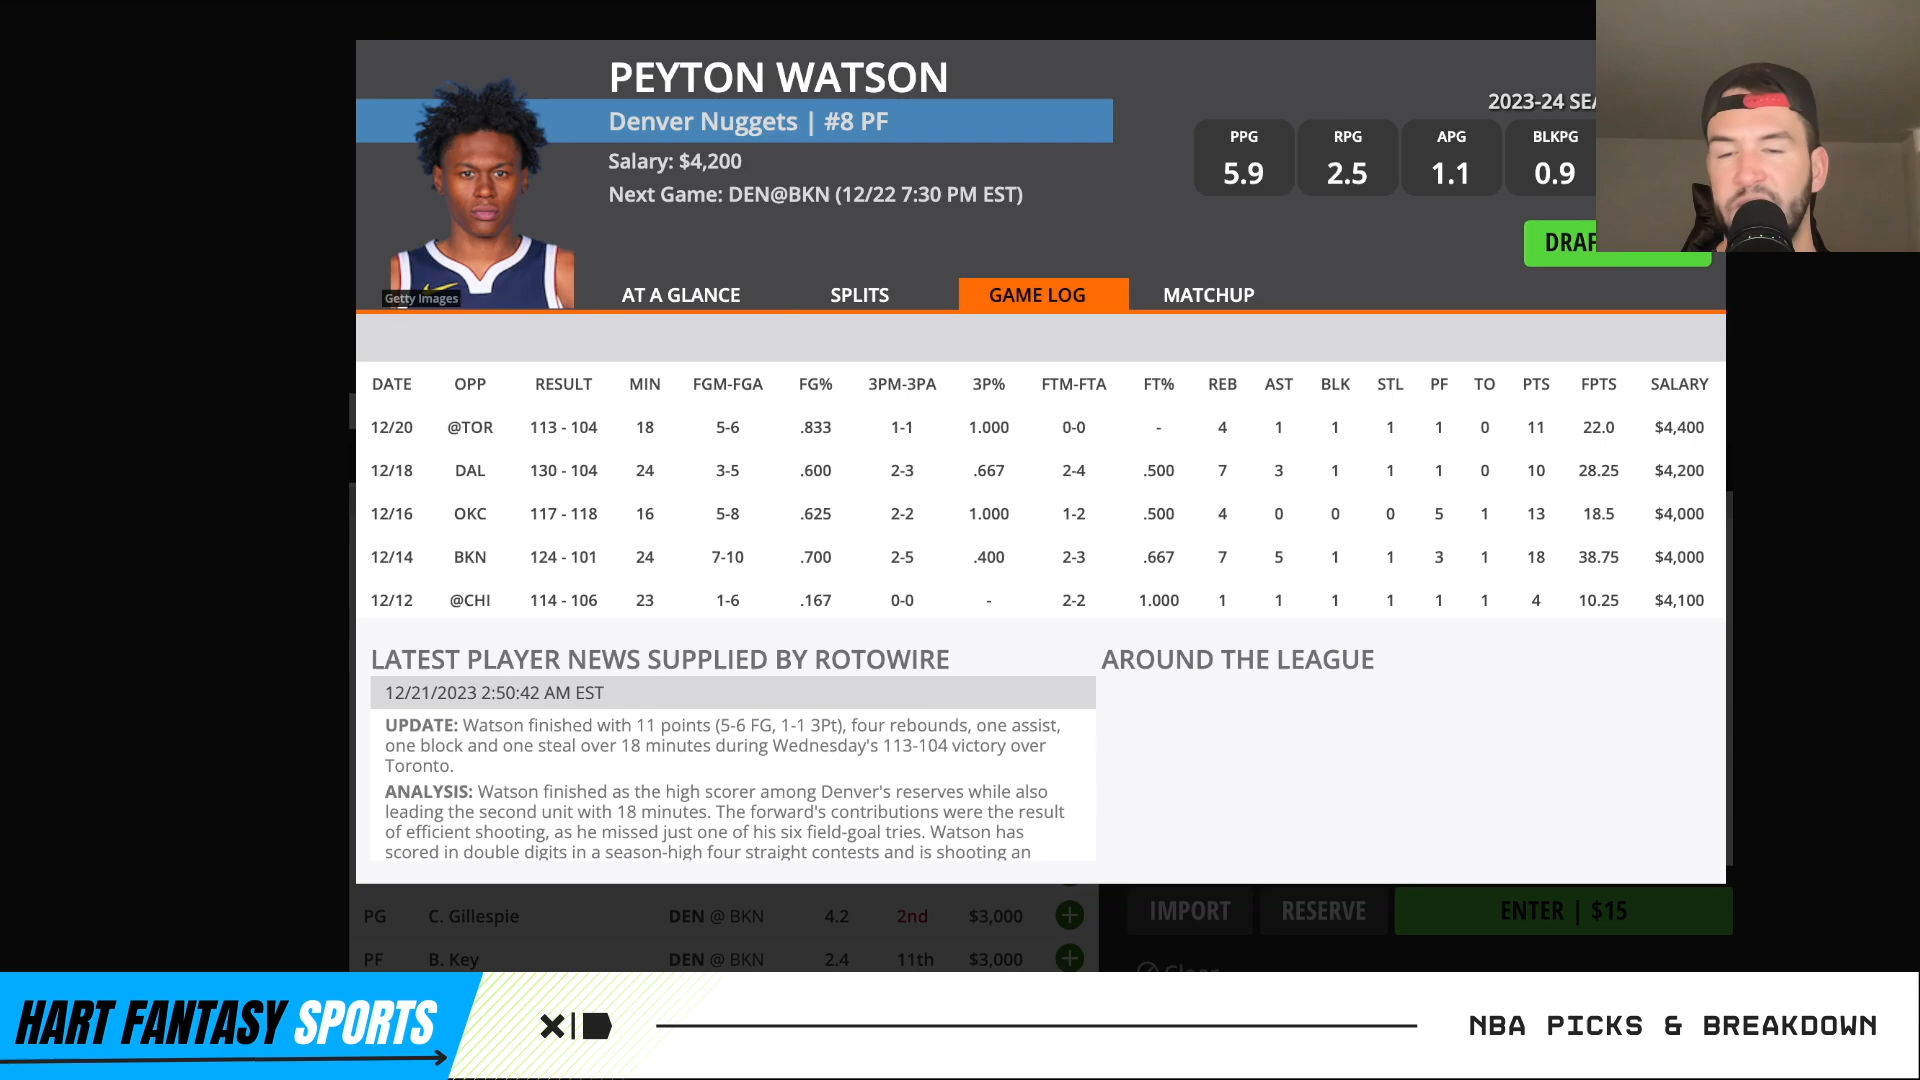 PEYTON WATSON
Denver Nuggets | #8 PF
Salary: $4,200
Next Game: DEN@BKN (12/22 7:30 PM EST)
2023-24 SEA
PPG RPG APG BLKPG
5.9 2.5 1.1 0.9
DRAF
Getty Images
AT A GLANCE SPLITS GAME LOG MATCHUP
DATE OPP RESULT MIN FGM-FGA FG% 3PM-3PA 3P% FTM-FTA FT% REB AST BLK STL PF TO PTS FPTS SALARY
12/20 @TOR 113 - 104 18 5-6 .833 1-1 1.000 0-0 - 4 1 1 1 1 0 11 22.0 $4,400
12/18 DAL 130 - 104 24 3-5 .600 2-3 .667 2-4 .500 7 3 1 1 1 0 10 28.25 $4,200
12/16 OKC 117 - 118 16 5-8 .625 2-2 1.000 1-2 .500 4 0 0 0 5 1 13 18.5 $4,000
12/14 BKN 124 - 101 24 7-10 .700 2-5 .400 2-3 .667 7 5 1 1 3 1 18 38.75 $4,000
12/12 @CHI 114 - 106 23 1-6 .167 0-0 - 2-2 1.000 1 1 1 1 1 1 4 10.25 $4,100
LATEST PLAYER NEWS SUPPLIED BY ROTOWIRE
AROUND THE LEAGUE
12/21/2023 2:50:42 AM EST
UPDATE: Watson finished with 11 points (5-6 FG, 1-1 3Pt), four rebounds, one assist,
one block and one steal over 18 minutes during Wednesday's 113-104 victory over
Toronto.
ANALYSIS: Watson finished as the high scorer among Denver's reserves while also
leading the second unit with 18 minutes. The forward's contributions were the result
of efficient shooting, as he missed just one of his six field-goal tries. Watson has
scored in double digits in a season-high four straight contests and is shooting an
PG C. Gillespie DEN @ BKN 4.2 2nd $3,000
PF B. Key DEN @ BKN 2.4 11th $3,000
IMPORT RESERVE ENTER | $15
Clear
HART FANTASY SPORTS
NBA PICKS & BREAKDOWN